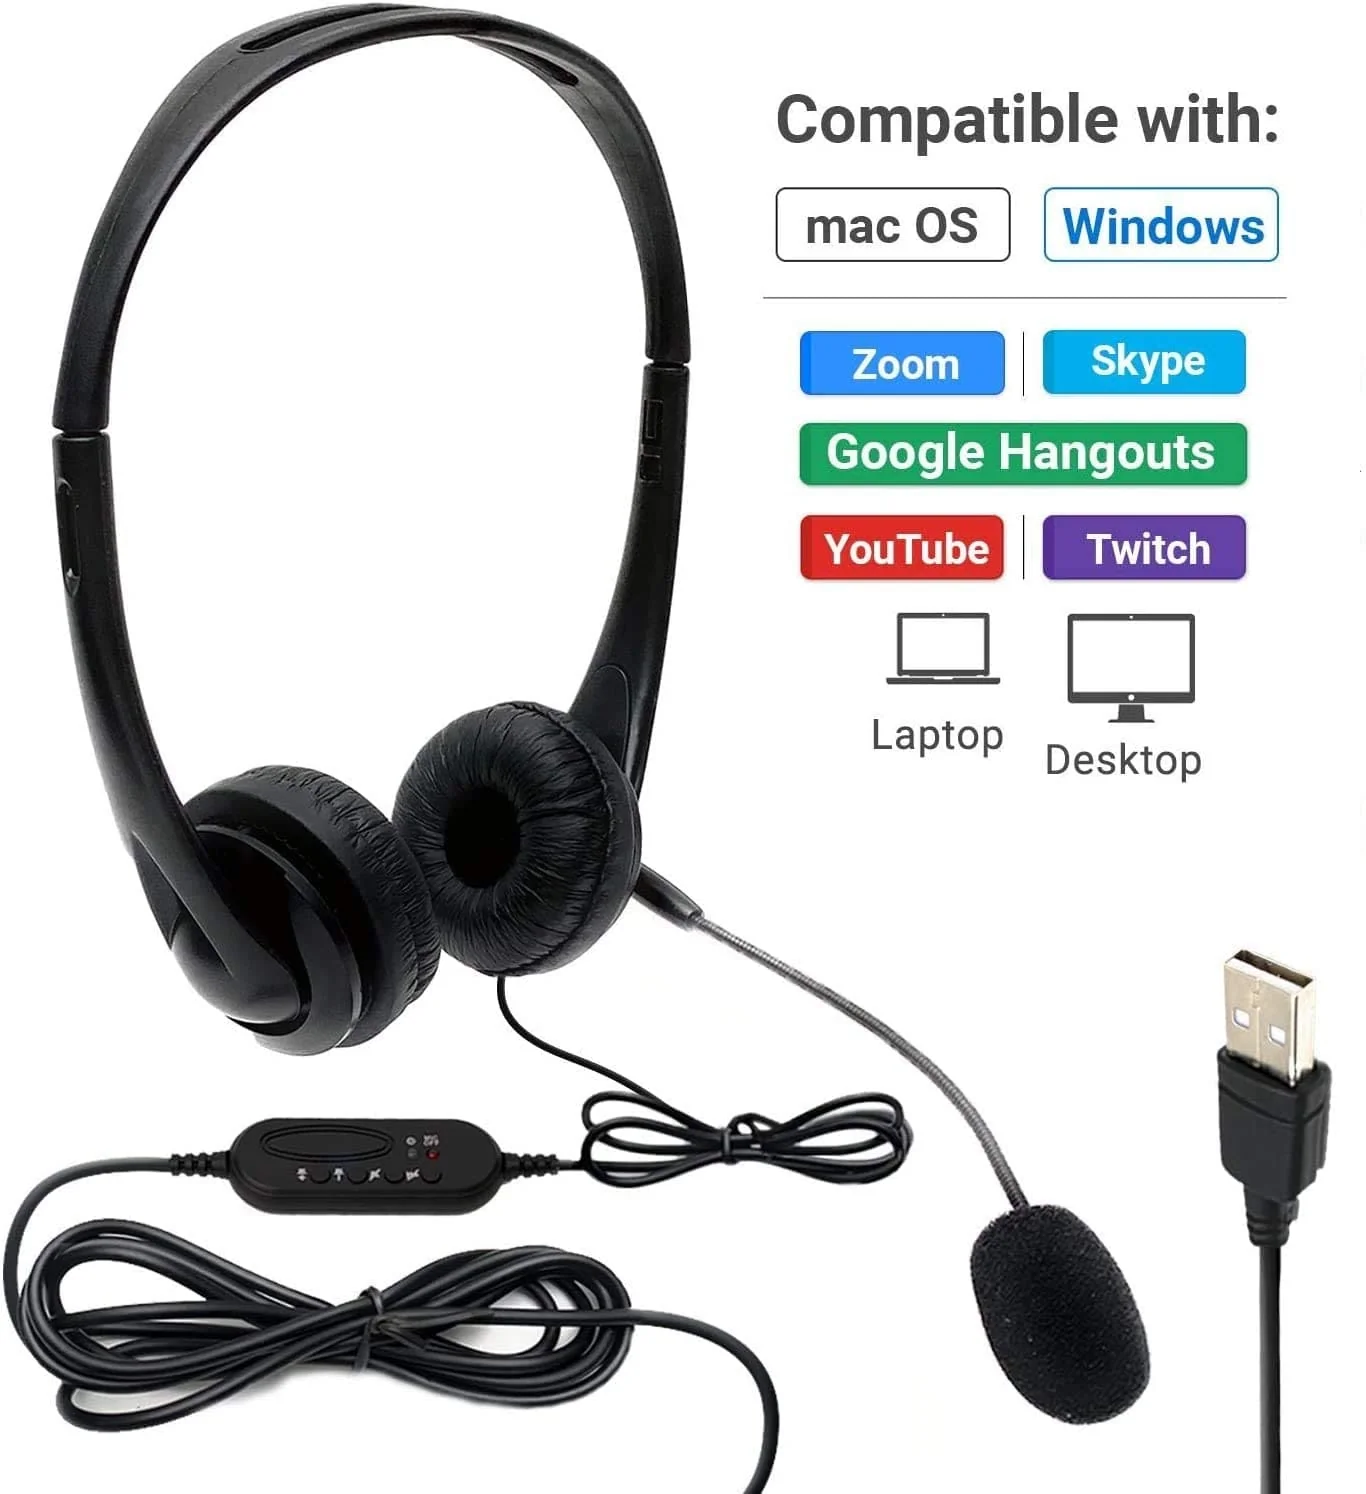 Compatible with:
mac OS
Windows
Zoom
Skype
Google Hangouts
YouTube
Twitch
Laptop
Desktop